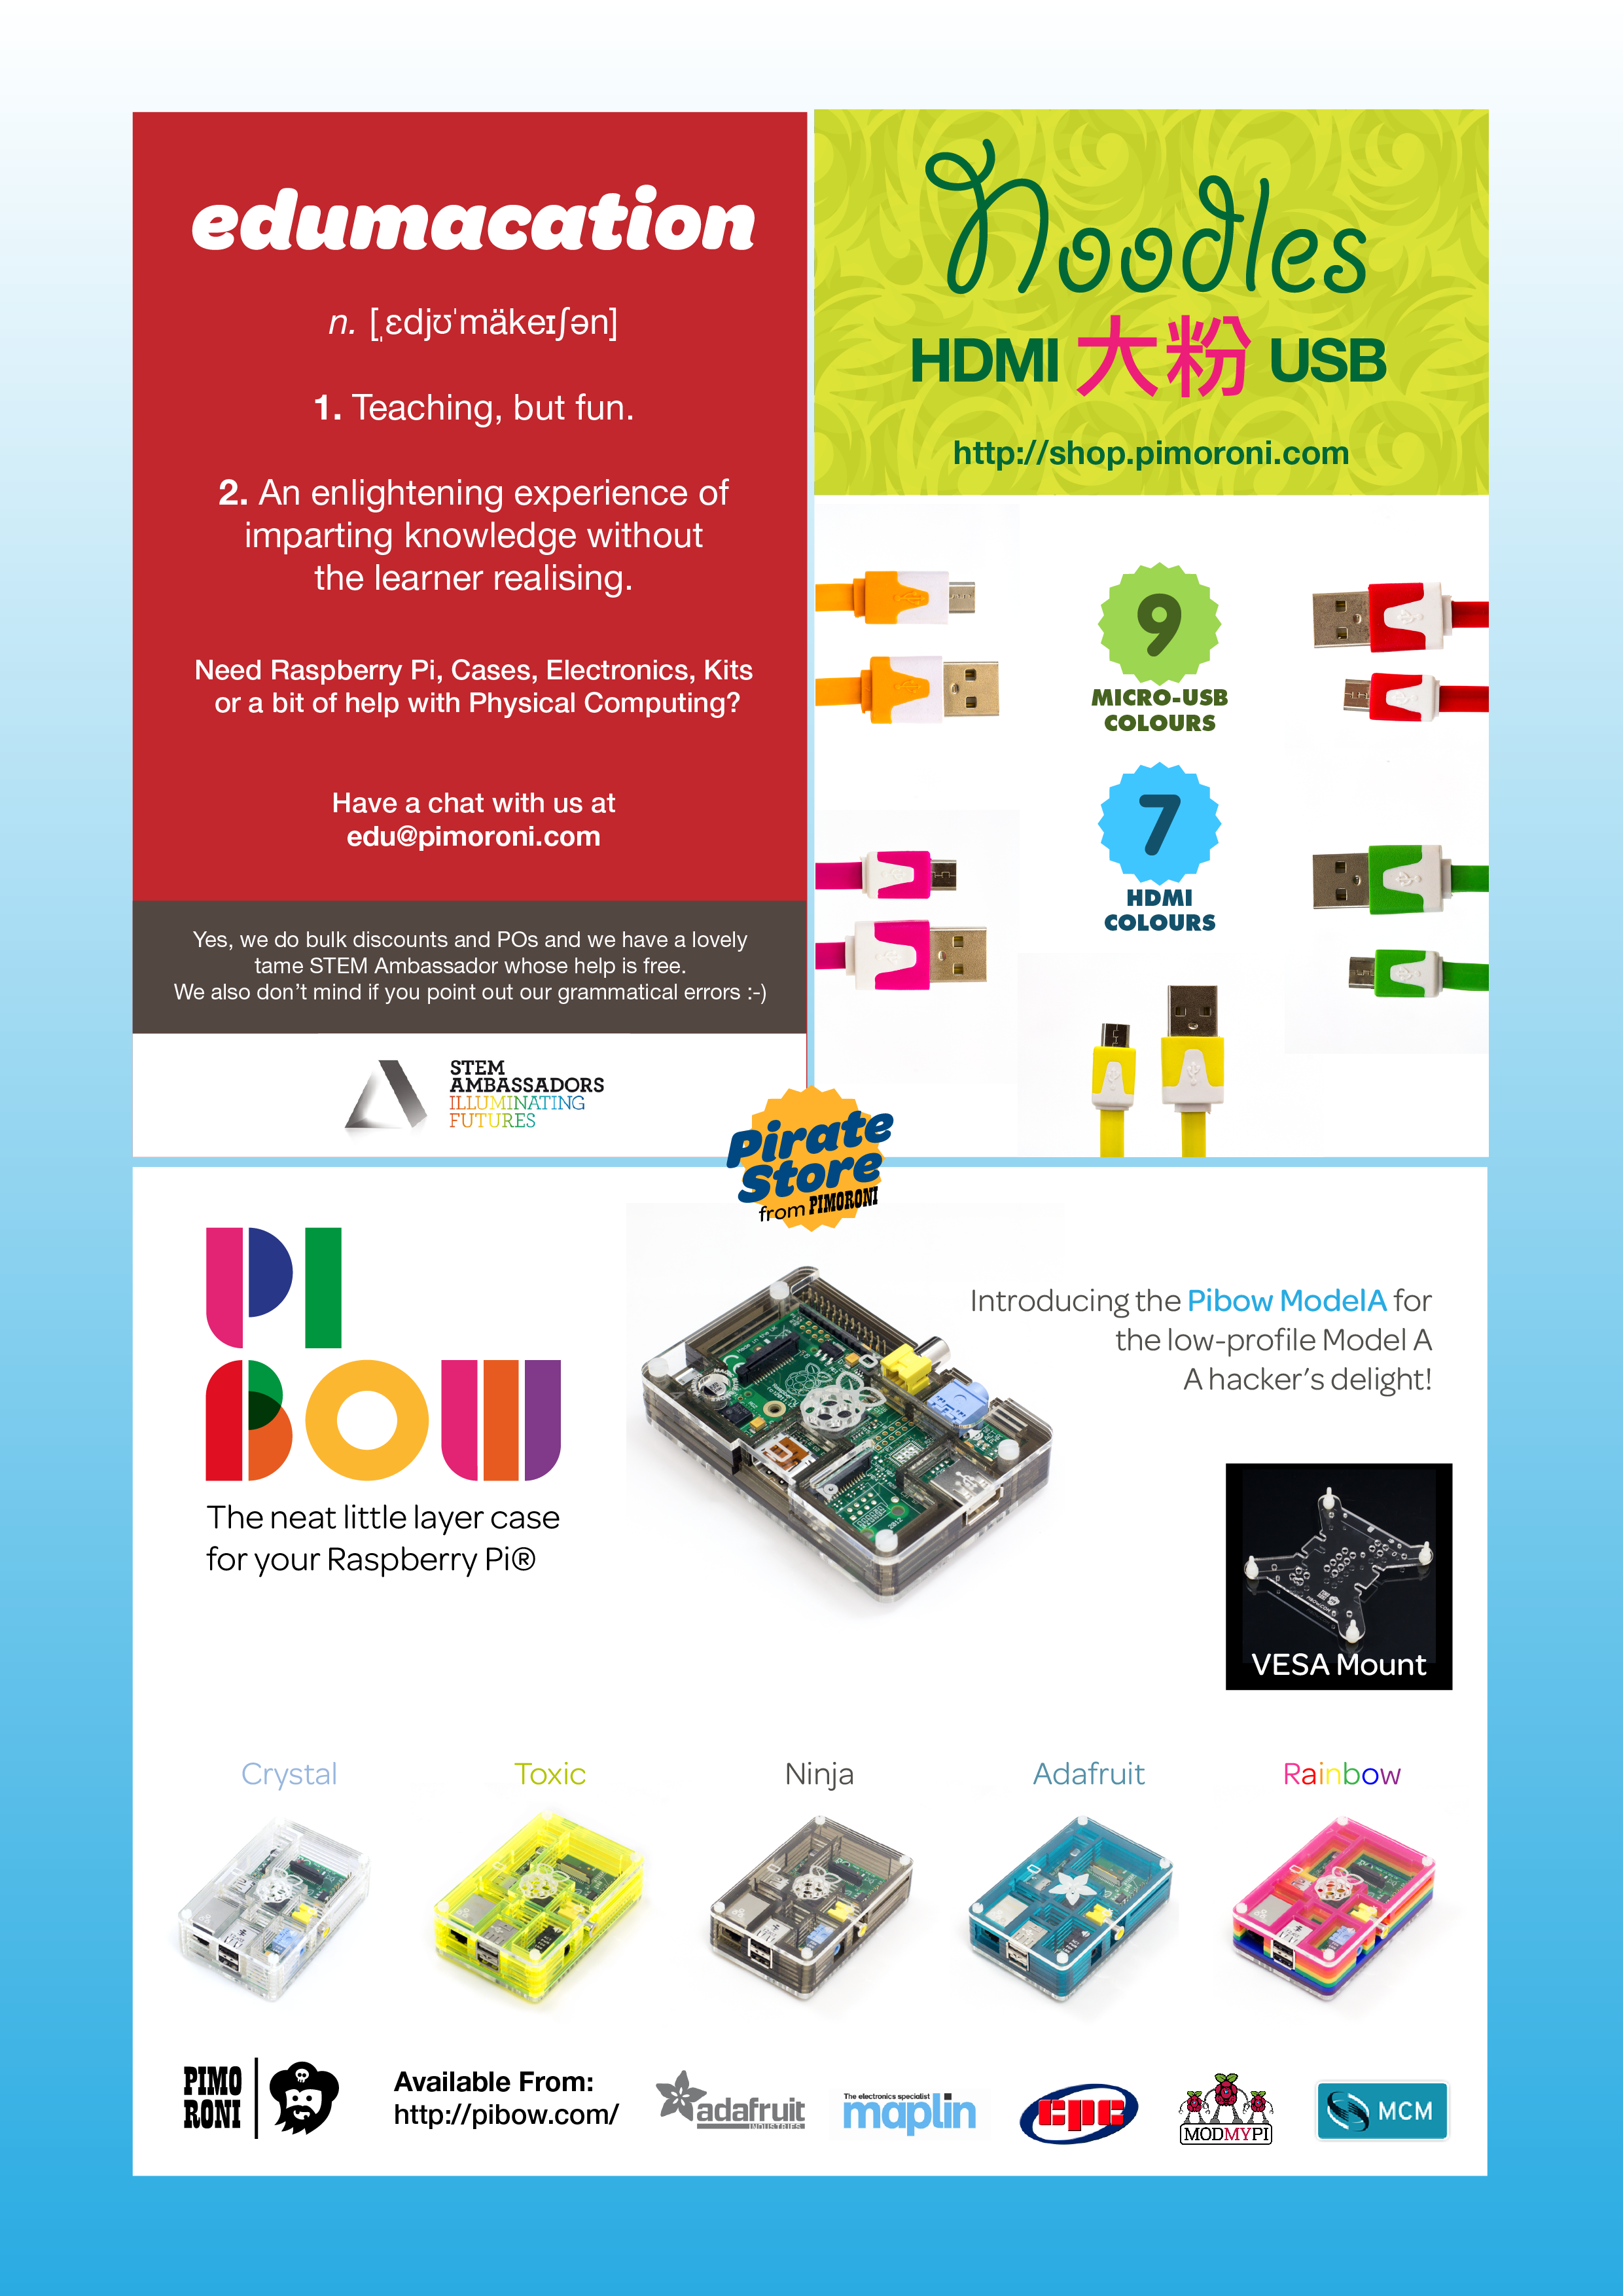 edumacation
n. [ˌɛdjʊˈmäkeɪʃən]
1. Teaching, but fun.
2. An enlightening experience of
imparting knowledge without
the learner realising.
Need Raspberry Pi, Cases, Electronics, Kits
or a bit of help with Physical Computing?
Have a chat with us at
edu@pimoroni.com
Yes, we do bulk discounts and POs and we have a lovely
tame STEM Ambassador whose help is free.
We also don't mind if you point out our grammatical errors :-)
STEM
AMBASSADORS
ILLUMINATING
FUTURES
Noodles
HDMI 大粉 USB
http://shop.pimoroni.com
9
MICRO-USB
COLOURS
7
HDMI
COLOURS
Pirate
Store
from PIMORONI
PI
BOW
The neat little layer case
for your Raspberry Pi®
Introducing the Pibow ModelA for
the low-profile Model A
A hacker's delight!
VESA Mount
Crystal
Toxic
Ninja
Adafruit
Rainbow
PIMO
RONI
Available From:
http://pibow.com/
adafruit
INDUSTRIES
The electronics specialist
maplin
cpc
MODMYPI
MCM